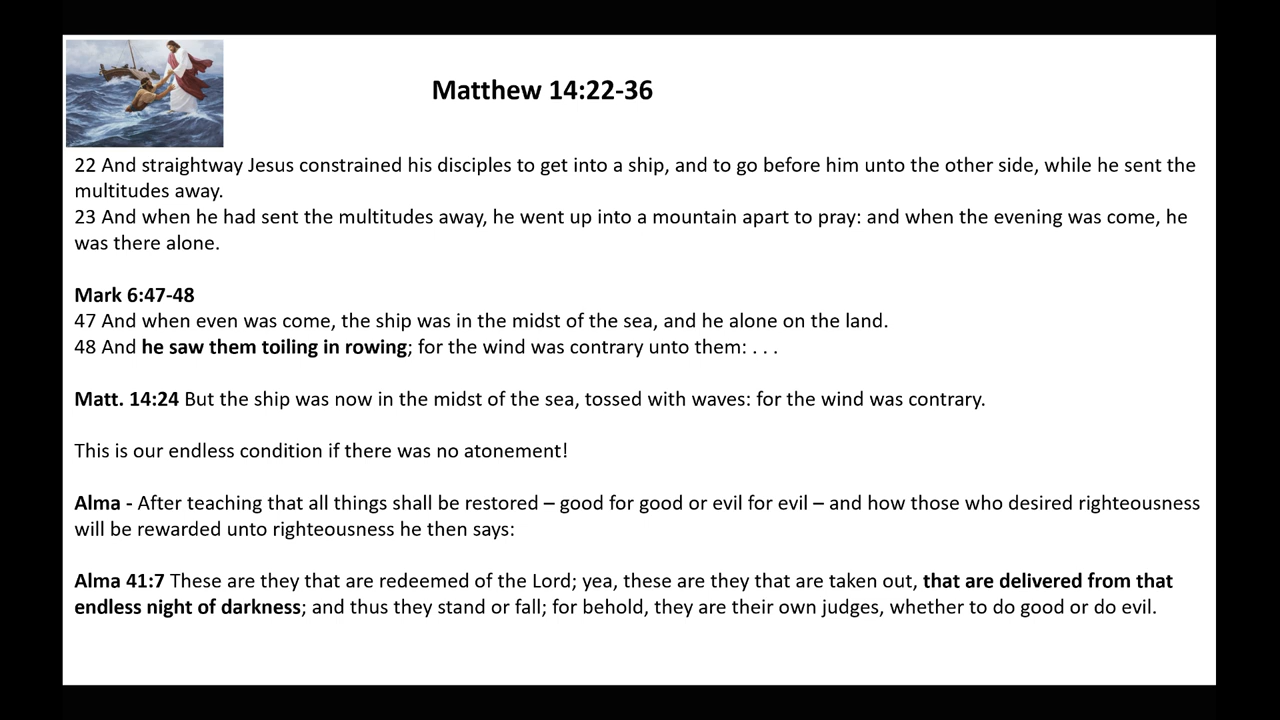 Matthew 14:22-36
22 And straightway Jesus constrained his disciples to get into a ship, and to go before him unto the other side, while he sent the
multitudes away.
23 And when he had sent the multitudes away, he went up into a mountain apart to pray: and when the evening was come, he
was there alone.
Mark 6:47-48
47 And when even was come, the ship was in the midst of the sea, and he alone on the land.
48 And he saw them toiling in rowing; for the wind was contrary unto them: . . .
Matt. 14:24 But the ship was now in the midst of the sea, tossed with waves: for the wind was contrary.
This is our endless condition if there was no atonement!
Alma - After teaching that all things shall be restored – good for good or evil for evil – and how those who desired righteousness
will be rewarded unto righteousness he then says:
Alma 41:7 These are they that are redeemed of the Lord; yea, these are they that are taken out, that are delivered from that
endless night of darkness; and thus they stand or fall; for behold, they are their own judges, whether to do good or do evil.